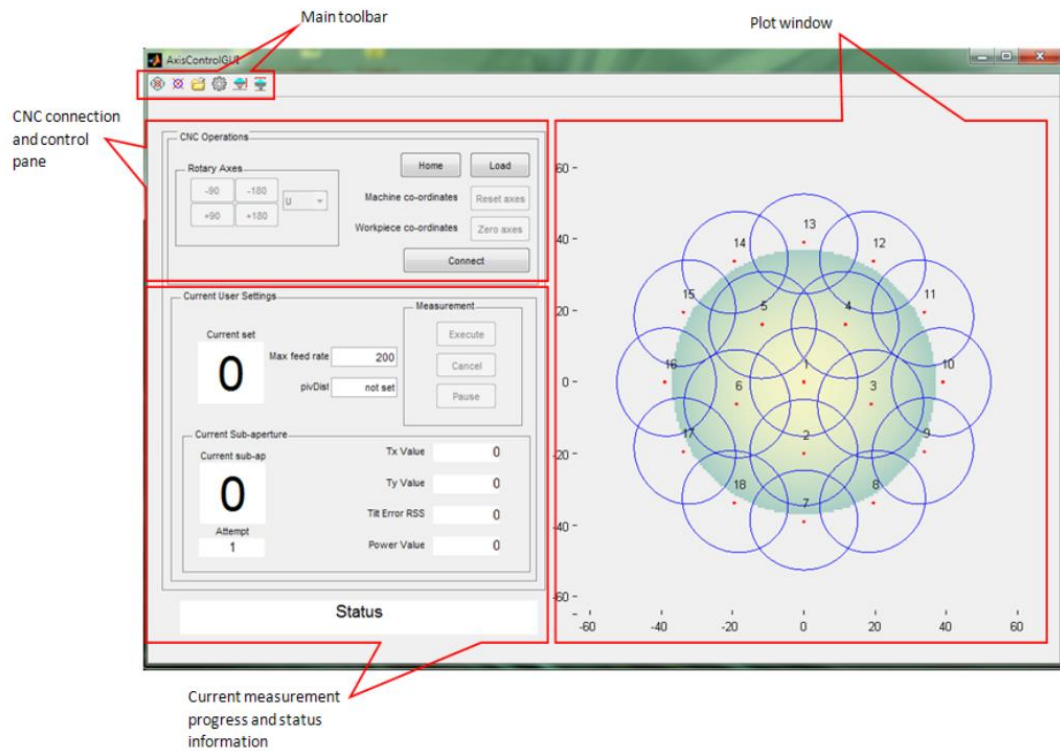 Main toolbar
Plot window
AxisControlGUI
CNC connection
and control
pane
CNC Operations
Rotary Axes
-90
-180
+90
+180
U
Home
Load
Machine co-ordinates
Reset axes
Workpiece co-ordinates
Zero axes
Connect
Current User Settings
Current set
0
Max feed rate
200
pivDist
not set
Measurement
Execute
Cancel
Pause
Current Sub-aperture
Current sub-ap
0
Attempt
1
Tx Value
0
Ty Value
0
Tilt Error RSS
0
Power Value
0
Status
60
40
20
0
-20
-40
-60
13
14
12
15
11
5
4
16
1
10
6
3
17
2
9
18
8
7
-60
-40
-20
0
20
40
60
Current measurement
progress and status
information